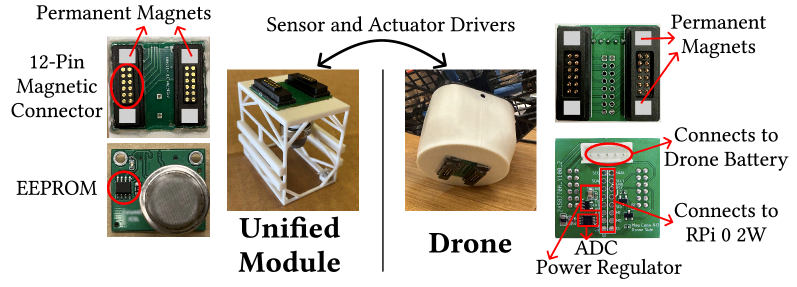 Permanent Magnets
Sensor and Actuator Drivers
Permanent
Magnets
12-Pin
Magnetic
Connector
EEPROM
Unified
Module
Drone
Connects to
Drone Battery
Connects to
RPi 0 2W
ADC
Power Regulator